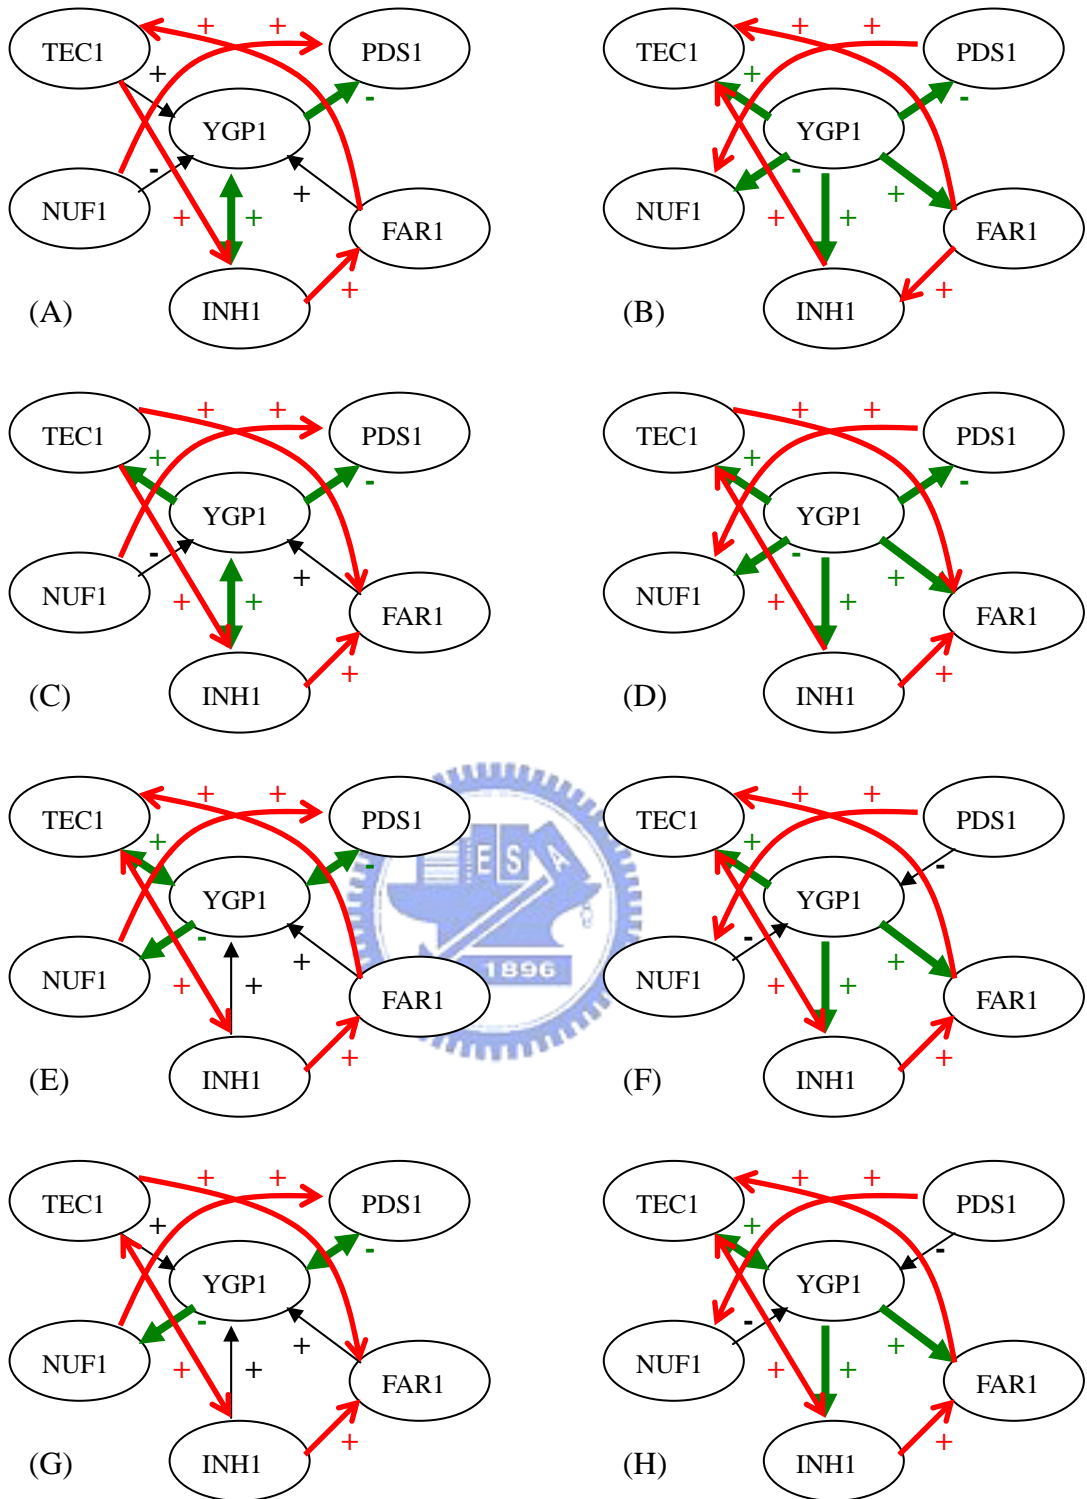 TEC1 + + PDS1
+
YGP1 -
NUF1 - + + + FAR1
INH1 +
(A)
TEC1 + + PDS1
+
YGP1 -
NUF1 - + + + FAR1
INH1 +
(B)
TEC1 + + PDS1
+
YGP1 -
NUF1 - + + + FAR1
INH1 +
(C)
TEC1 + + PDS1
+
YGP1 -
NUF1 - + + + FAR1
INH1 +
(D)
TEC1 + + PDS1
+
YGP1 -
NUF1 - + + + FAR1
INH1 +
(E)
ES A
1896
TEC1 + + PDS1
+
YGP1 -
NUF1 - + + + FAR1
INH1 +
(F)
TEC1 + + PDS1
+
YGP1 -
NUF1 - + + + FAR1
INH1 +
(G)
TEC1 + + PDS1
+
YGP1 -
NUF1 - + + + FAR1
INH1 +
(H)